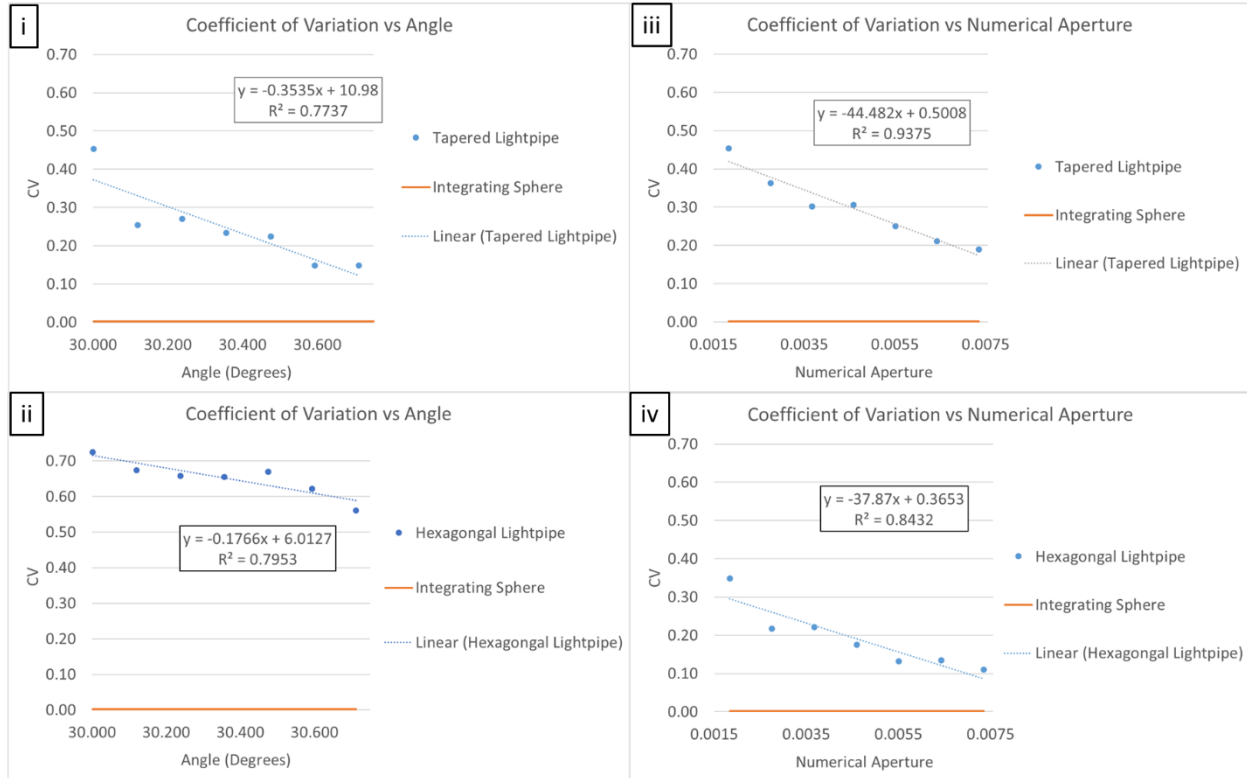 i
Coefficient of Variation vs Angle
0.70
0.60
0.50
0.40
0.30
0.20
0.10
0.00
CV
y = -0.3535x + 10.98
R² = 0.7737
Tapered Lightpipe
Integrating Sphere
Linear (Tapered Lightpipe)
30.000 30.200 30.400 30.600
Angle (Degrees)
iii
Coefficient of Variation vs Numerical Aperture
0.70
0.60
0.50
0.40
0.30
0.20
0.10
0.00
CV
y = -44.482x + 0.5008
R² = 0.9375
Tapered Lightpipe
Integrating Sphere
Linear (Tapered Lightpipe)
0.0015 0.0035 0.0055 0.0075
Numerical Aperture
ii
Coefficient of Variation vs Angle
0.70
0.60
0.50
0.40
0.30
0.20
0.10
0.00
CV
y = -0.1766x + 6.0127
R² = 0.7953
Hexagongal Lightpipe
Integrating Sphere
Linear (Hexagongal Lightpipe)
30.000 30.200 30.400 30.600
Angle (Degrees)
iv
Coefficient of Variation vs Numerical Aperture
0.70
0.60
0.50
0.40
0.30
0.20
0.10
0.00
CV
y = -37.87x + 0.3653
R² = 0.8432
Hexagongal Lightpipe
Integrating Sphere
Linear (Hexagongal Lightpipe)
0.0015 0.0035 0.0055 0.0075
Numerical Aperture